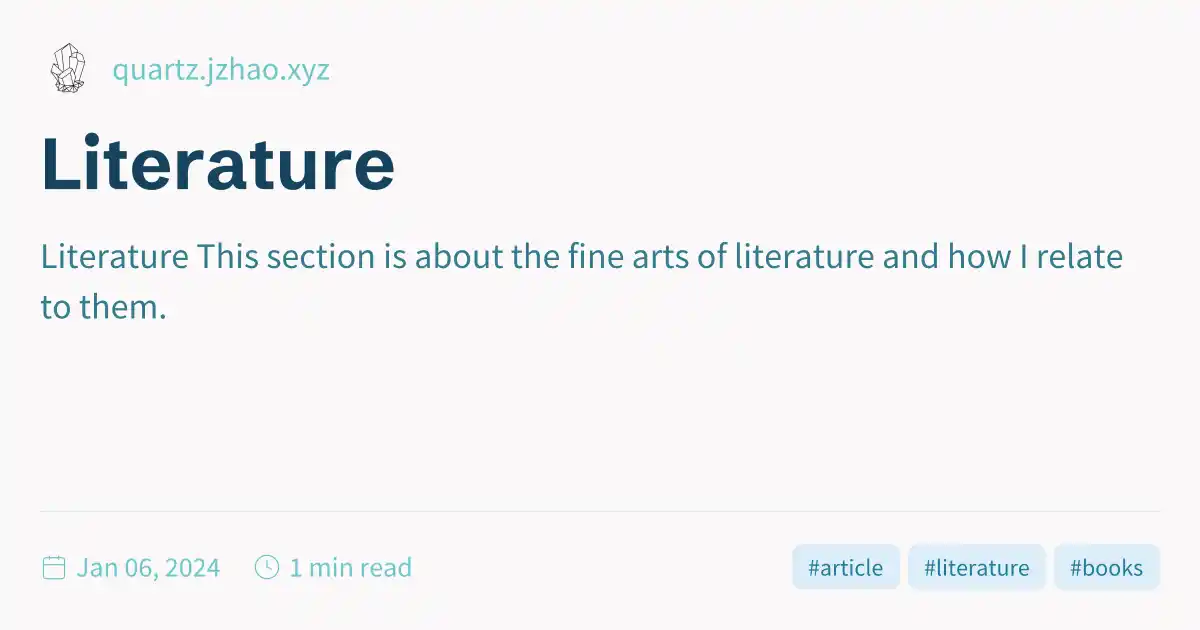 quartz.jzhao.xyz
Literature
Literature This section is about the fine arts of literature and how I relate
to them.
Jan 06, 2024 1 min read #article #literature #books